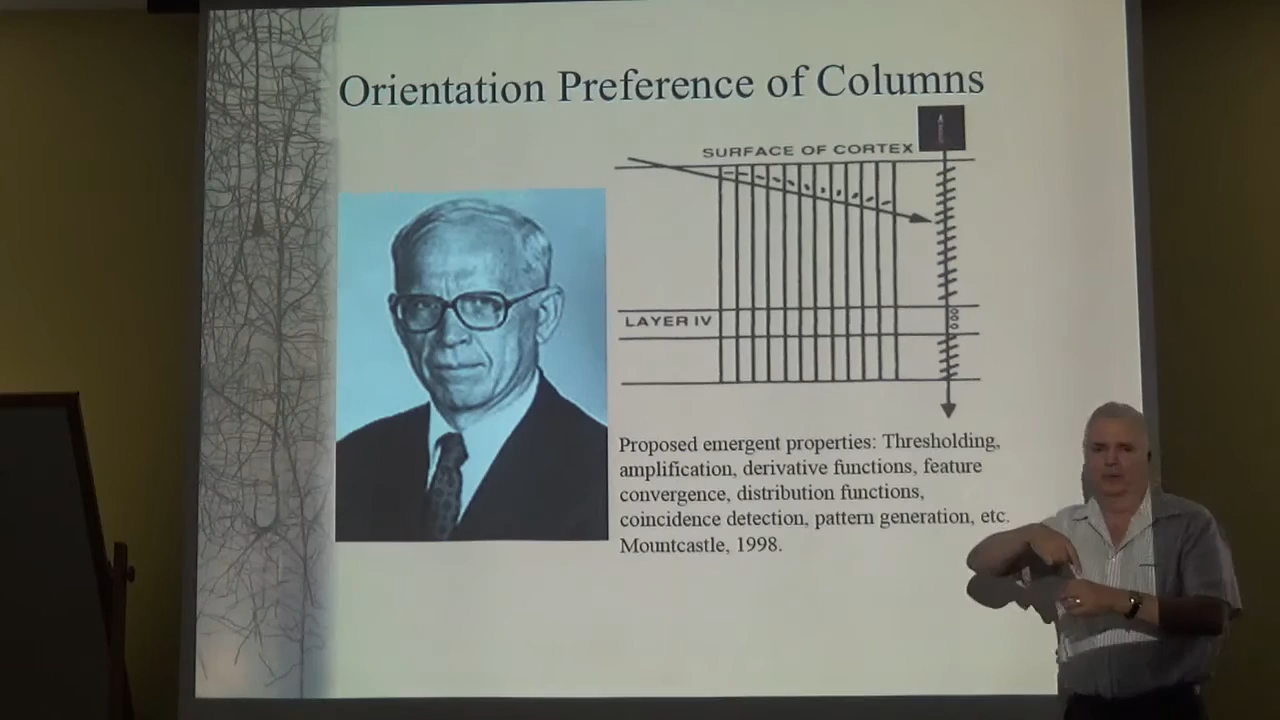 Orientation Preference of Columns
SURFACE OF CORTEX
LAYER IV
Proposed emergent properties: Thresholding,
amplification, derivative functions, feature
convergence, distribution functions,
coincidence detection, pattern generation, etc.
Mountcastle, 1998.